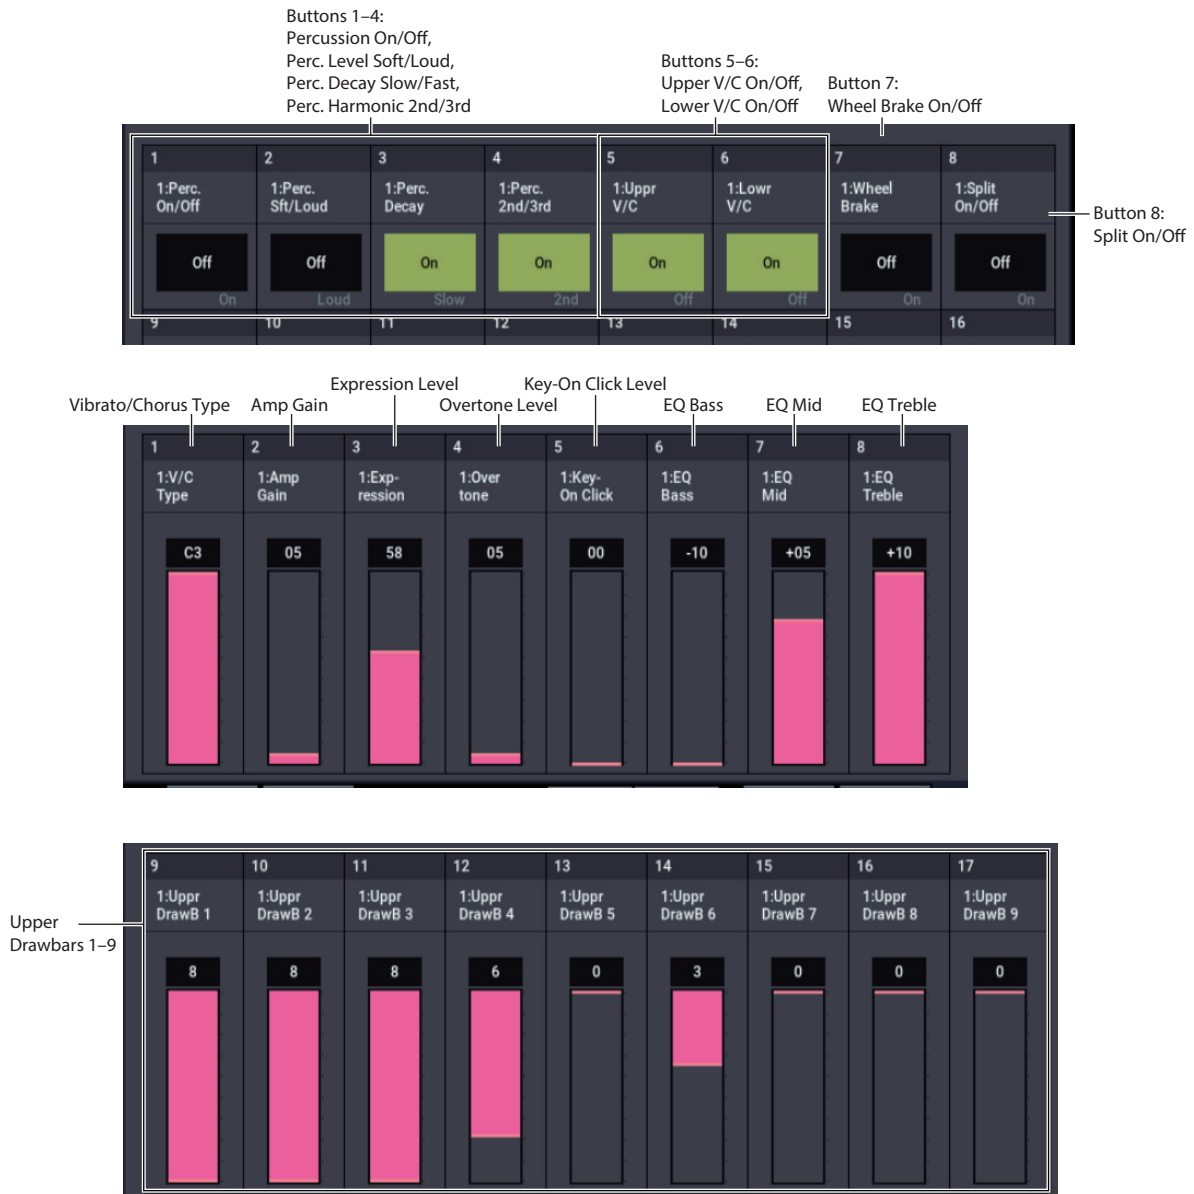 Buttons 1–4:
Percussion On/Off,
Perc. Level Soft/Loud,
Perc. Decay Slow/Fast,
Perc. Harmonic 2nd/3rd
Buttons 5–6:
Upper V/C On/Off,
Lower V/C On/Off
Button 7:
Wheel Brake On/Off
1 2 3 4 5 6 7 8
1:Perc. On/Off
1:Perc. Sft/Loud
1:Perc. Decay
1:Perc. 2nd/3rd
1:Uppr V/C
1:Lowr V/C
1:Wheel Brake
1:Split On/Off
Button 8:
Split On/Off
Off Off On On On On Off Off
On Loud Slow 2nd Off Off On On
9 10 11 12 13 14 15 16
Expression Level Key-On Click Level
Vibrato/Chorus Type Amp Gain Overtone Level EQ Bass EQ Mid EQ Treble
1 2 3 4 5 6 7 8
1:V/C Type
1:Amp Gain
1:Exp-
ression
1:Over tone
1:Key-
On Click
1:EQ Bass
1:EQ Mid
1:EQ Treble
C3 05 58 05 00 -10 +05 +10
9 10 11 12 13 14 15 16 17
1:Uppr DrawB 1
1:Uppr DrawB 2
1:Uppr DrawB 3
1:Uppr DrawB 4
1:Uppr DrawB 5
1:Uppr DrawB 6
1:Uppr DrawB 7
1:Uppr DrawB 8
1:Uppr DrawB 9
Upper
Drawbars 1–9
8 8 8 6 0 3 0 0 0